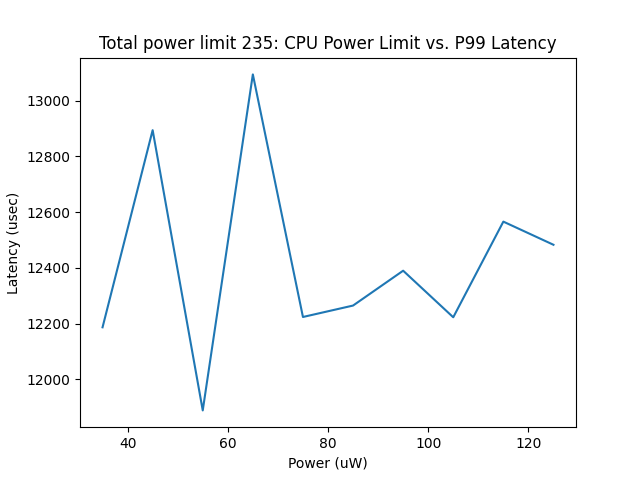 Total power limit 235: CPU Power Limit vs. P99 Latency
Latency (usec)
13000
12800
12600
12400
12200
12000
40 60 80 100 120
Power (uW)